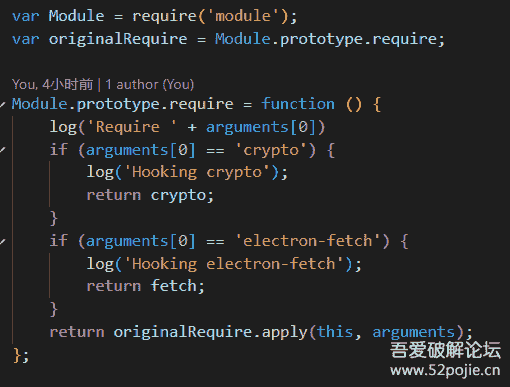 var Module = require('module');
var originalRequire = Module.prototype.require;
You, 4小时前 | 1 author (You)
Module.prototype.require = function () {
    log('Require ' + arguments[0])
    if (arguments[0] == 'crypto') {
        log('Hooking crypto');
        return crypto;
    }
    if (arguments[0] == 'electron-fetch') {
        log('Hooking electron-fetch');
        return fetch;
    }
    return originalRequire.apply(this, arguments);
};
吾爱破解论坛
www.52pojie.cn